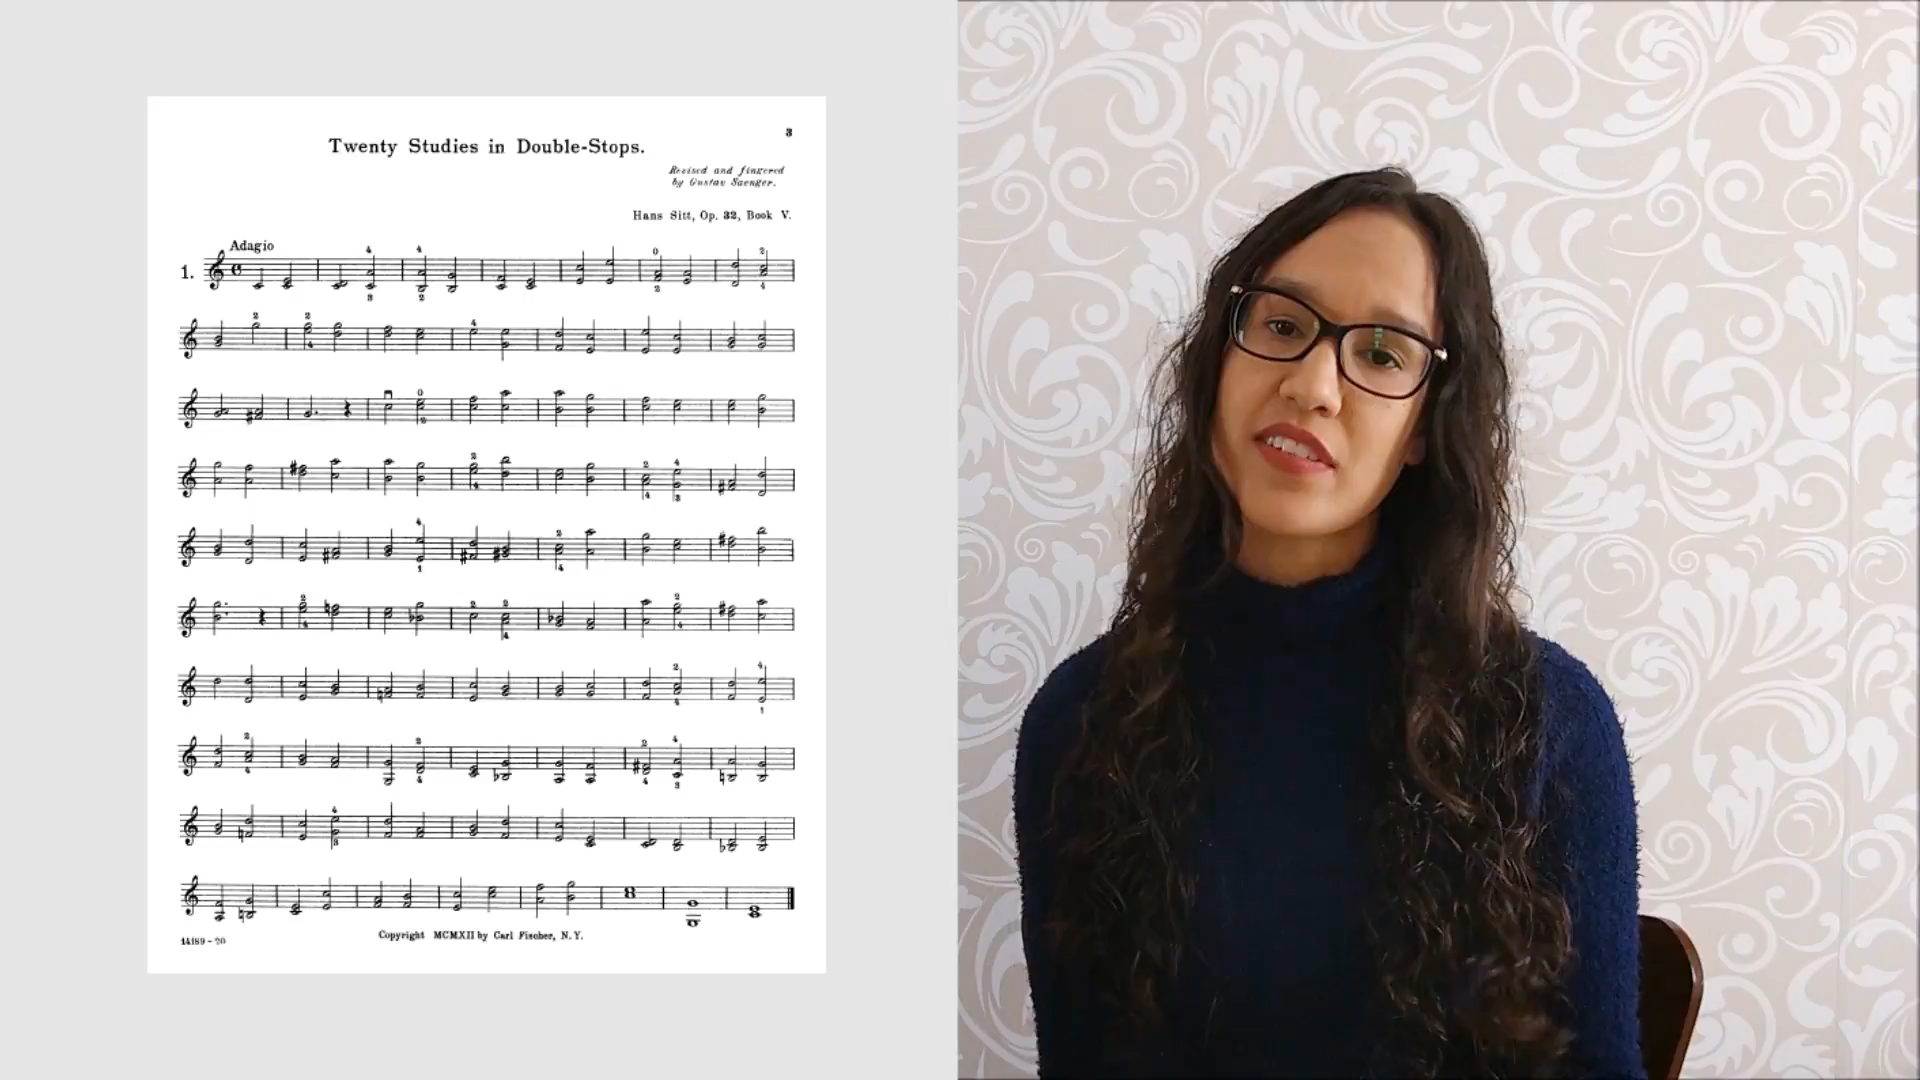 3
Twenty Studies in Double-Stops.
Revised and fingered
by Gustav Saenger.
Hans Sitt, Op. 32, Book V.
Adagio
1.
14189 - 20
Copyright MCMXII by Carl Fischer, N. Y.